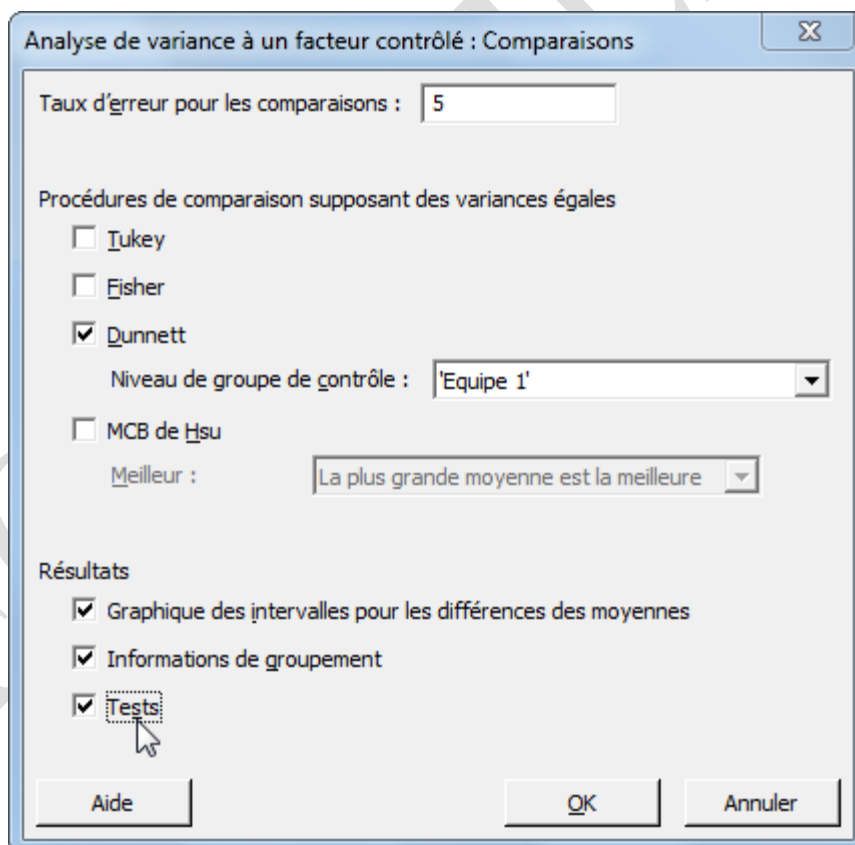 Analyse de variance à un facteur contrôlé : Comparaisons
Taux d'erreur pour les comparaisons : 5
Procédures de comparaison supposant des variances égales
Tukey
Fisher
Dunnett
Niveau de groupe de contrôle : 'Equipe 1'
MCB de Hsu
Meilleur : La plus grande moyenne est la meilleure
Résultats
Graphique des intervalles pour les différences des moyennes
Informations de groupement
Tests
Aide OK Annuler